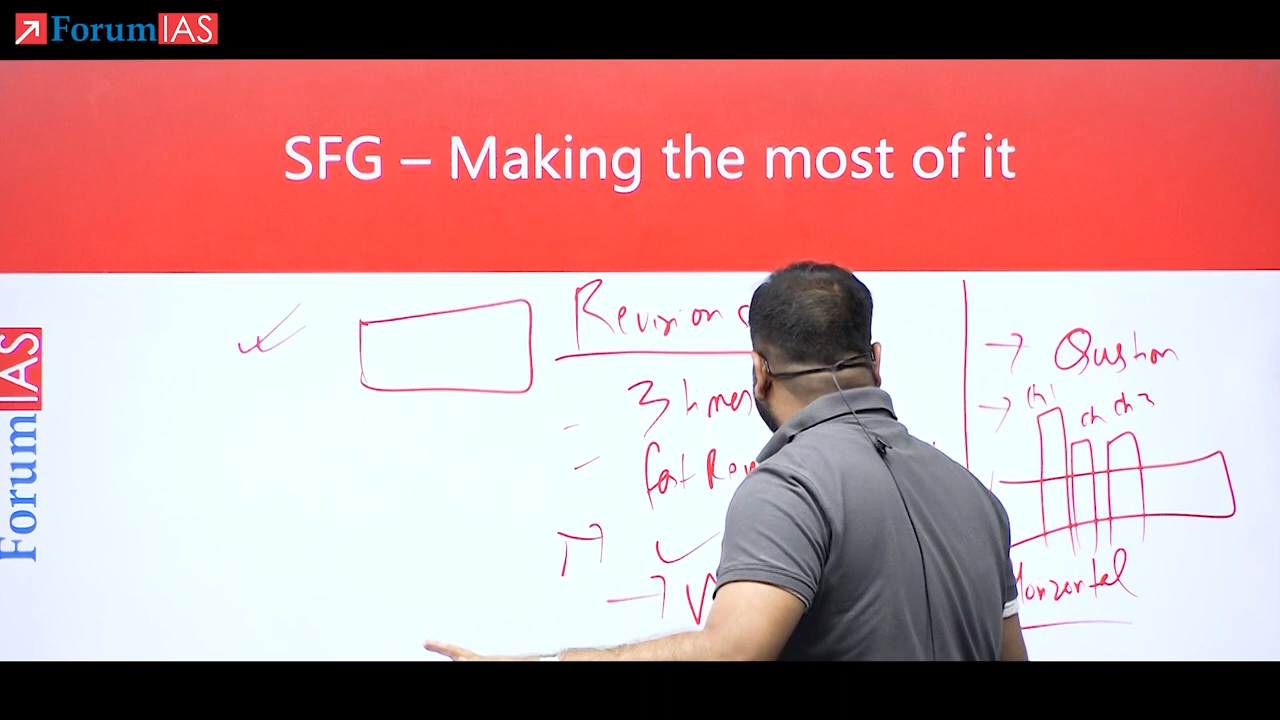 ForumIAS
SFG – Making the most of it
Revision
3 times
fast Rev
→ Question
→ ch1
ch ch3
Horizontal
ForumIAS